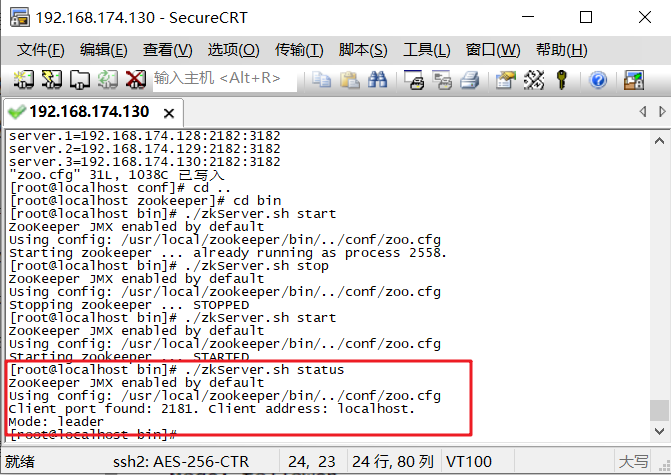 192.168.174.130 - SecureCRT
文件(F) 编辑(E) 查看(V) 选项(O) 传输(T) 脚本(S) 工具(L) 窗口(W) 帮助(H)
输入主机 <Alt+R>
192.168.174.130
server.1=192.168.174.128:2182:3182
server.2=192.168.174.129:2182:3182
server.3=192.168.174.130:2182:3182
"zoo.cfg" 31L, 1038C 已写入
[root@localhost conf]# cd ..
[root@localhost zookeeper]# cd bin
[root@localhost bin]# ./zkServer.sh start
ZooKeeper JMX enabled by default
Using config: /usr/local/zookeeper/bin/../conf/zoo.cfg
Starting zookeeper ... already running as process 2558.
[root@localhost bin]# ./zkServer.sh stop
ZooKeeper JMX enabled by default
Using config: /usr/local/zookeeper/bin/../conf/zoo.cfg
Stopping zookeeper ... STOPPED
[root@localhost bin]# ./zkServer.sh start
ZooKeeper JMX enabled by default
Using config: /usr/local/zookeeper/bin/../conf/zoo.cfg
Starting zookeeper ... STARTED
[root@localhost bin]# ./zkServer.sh status
ZooKeeper JMX enabled by default
Using config: /usr/local/zookeeper/bin/../conf/zoo.cfg
Client port found: 2181. Client address: localhost.
Mode: leader
[root@localhost bin]#
就绪 ssh2: AES-256-CTR 24, 23 24 行, 80 列 VT100 大写